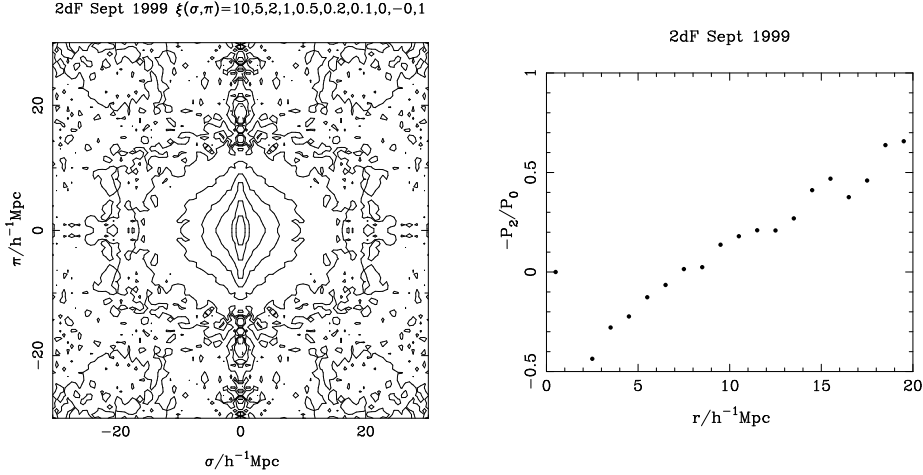 2dF Sept 1999 ξ(σ,π)=10,5,2,1,0.5,0.2,0.1,0,−0,1
20
0
−20
π/h⁻¹Mpc
−20 0 20
σ/h⁻¹Mpc
2dF Sept 1999
1
0.5
0
−0.5
−P₂/P₀
0 5 10 15 20
r/h⁻¹Mpc